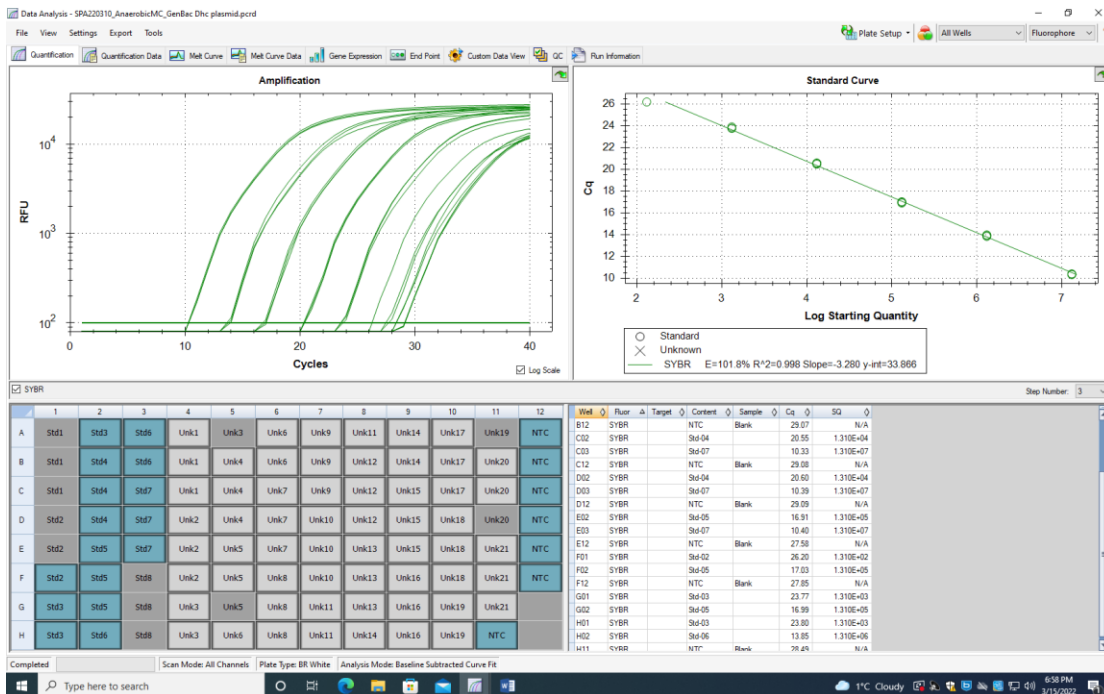 Data Analysis - SPA220310_AnaerobicMC_GenBac Dhc plasmid.pcrd
File View Settings Export Tools
Plate Setup All Wells Fluorophore
Quantification Quantification Data Melt Curve Melt Curve Data Gene Expression End Point Custom Data View QC Run Information
Amplification
10^4
10^3
10^2
RFU
0 10 20 30 40
Cycles
Log Scale
Standard Curve
26
24
22
20
18
16
14
12
10
Cq
2 3 4 5 6 7
Log Starting Quantity
Standard
Unknown
SYBR E=101.8% R^2=0.998 Slope=-3.280 y-int=33.866
SYBR
Step Number: 3
1 2 3 4 5 6 7 8 9 10 11 12
A Std1 Std3 Std6 Unk1 Unk3 Unk6 Unk9 Unk11 Unk14 Unk17 Unk19 NTC
B Std1 Std4 Std6 Unk1 Unk4 Unk6 Unk9 Unk12 Unk14 Unk17 Unk20 NTC
C Std1 Std4 Std7 Unk1 Unk4 Unk7 Unk9 Unk12 Unk15 Unk17 Unk20 NTC
D Std2 Std4 Std7 Unk2 Unk4 Unk7 Unk10 Unk12 Unk15 Unk18 Unk20 NTC
E Std2 Std5 Std7 Unk2 Unk5 Unk7 Unk10 Unk13 Unk15 Unk18 Unk21 NTC
F Std2 Std5 Std8 Unk2 Unk5 Unk8 Unk10 Unk13 Unk16 Unk18 Unk21 NTC
G Std3 Std5 Std8 Unk3 Unk5 Unk8 Unk11 Unk13 Unk16 Unk19 Unk21
H Std3 Std6 Std8 Unk3 Unk6 Unk8 Unk11 Unk14 Unk16 Unk19 NTC
Well Fluor Target Content Sample Cq SQ
B12 SYBR NTC Blank 29.07 N/A
C02 SYBR Std-04 20.55 1.310E+04
C03 SYBR Std-07 10.33 1.310E+07
C12 SYBR NTC Blank 29.08 N/A
D02 SYBR Std-04 20.60 1.310E+04
D03 SYBR Std-07 10.39 1.310E+07
D12 SYBR NTC Blank 29.09 N/A
E02 SYBR Std-05 16.91 1.310E+05
E03 SYBR Std-07 10.40 1.310E+07
E12 SYBR NTC Blank 27.58 N/A
F01 SYBR Std-02 26.20 1.310E+02
F02 SYBR Std-05 17.03 1.310E+05
F12 SYBR NTC Blank 27.85 N/A
G01 SYBR Std-03 23.77 1.310E+03
G02 SYBR Std-05 16.99 1.310E+05
H01 SYBR Std-03 23.80 1.310E+03
H02 SYBR Std-06 13.85 1.310E+06
H11 SYBR NTC Blank 28.49 N/A
Completed Scan Mode: All Channels Plate Type: BR White Analysis Mode: Baseline Subtracted Curve Fit
Type here to search
1°C Cloudy
6:58 PM
3/15/2022